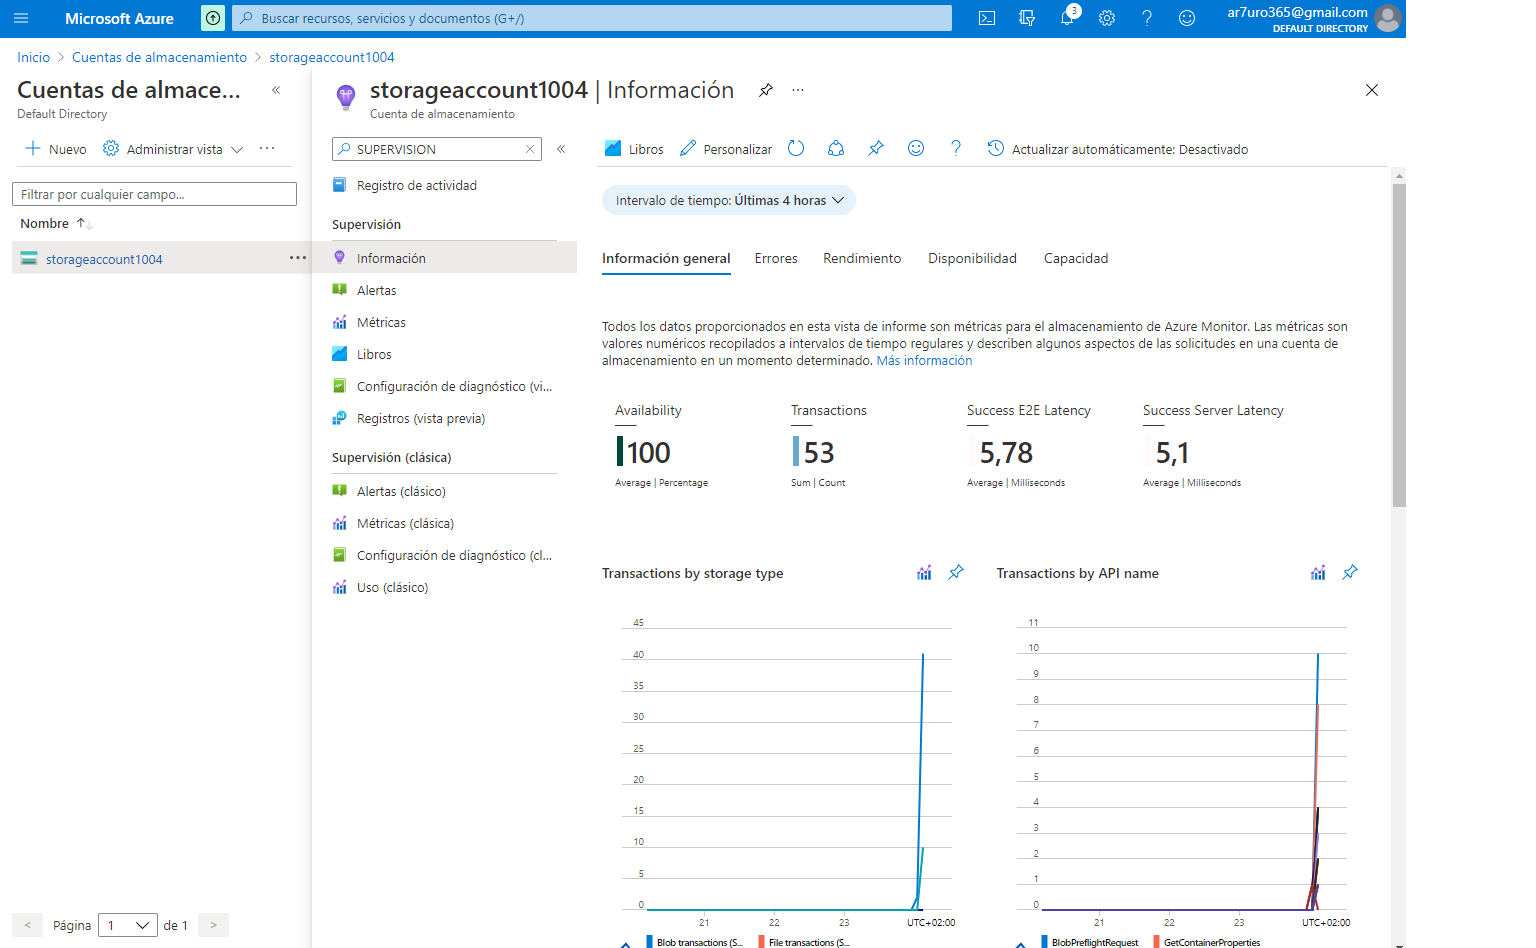 Microsoft Azure
Buscar recursos, servicios y documentos (G+/)
3
ar7uro365@gmail.com
DEFAULT DIRECTORY
Inicio > Cuentas de almacenamiento > storageaccount1004
Cuentas de almace...
Default Directory
Nuevo
Administrar vista
Filtrar por cualquier campo...
Nombre
storageaccount1004
Página 1 de 1
storageaccount1004 | Información
Cuenta de almacenamiento
SUPERVISION
Registro de actividad
Supervisión
Información
Alertas
Métricas
Libros
Configuración de diagnóstico (vi...
Registros (vista previa)
Supervisión (clásica)
Alertas (clásico)
Métricas (clásica)
Configuración de diagnóstico (cl...
Uso (clásico)
Libros
Personalizar
Actualizar automáticamente: Desactivado
Intervalo de tiempo: Últimas 4 horas
Información general
Errores
Rendimiento
Disponibilidad
Capacidad
Todos los datos proporcionados en esta vista de informe son métricas para el almacenamiento de Azure Monitor. Las métricas son
valores numéricos recopilados a intervalos de tiempo regulares y describen algunos aspectos de las solicitudes en una cuenta de
almacenamiento en un momento determinado. Más información
Availability
100
Average | Percentage
Transactions
53
Sum | Count
Success E2E Latency
5,78
Average | Milliseconds
Success Server Latency
5,1
Average | Milliseconds
Transactions by storage type
45
40
35
30
25
20
15
10
5
0
21 22 23 UTC+02:00
Blob transactions (S...
File transactions (S...
Transactions by API name
11
10
9
8
7
6
5
4
3
2
1
0
21 22 23 UTC+02:00
BlobPreflightRequest
GetContainerProperties